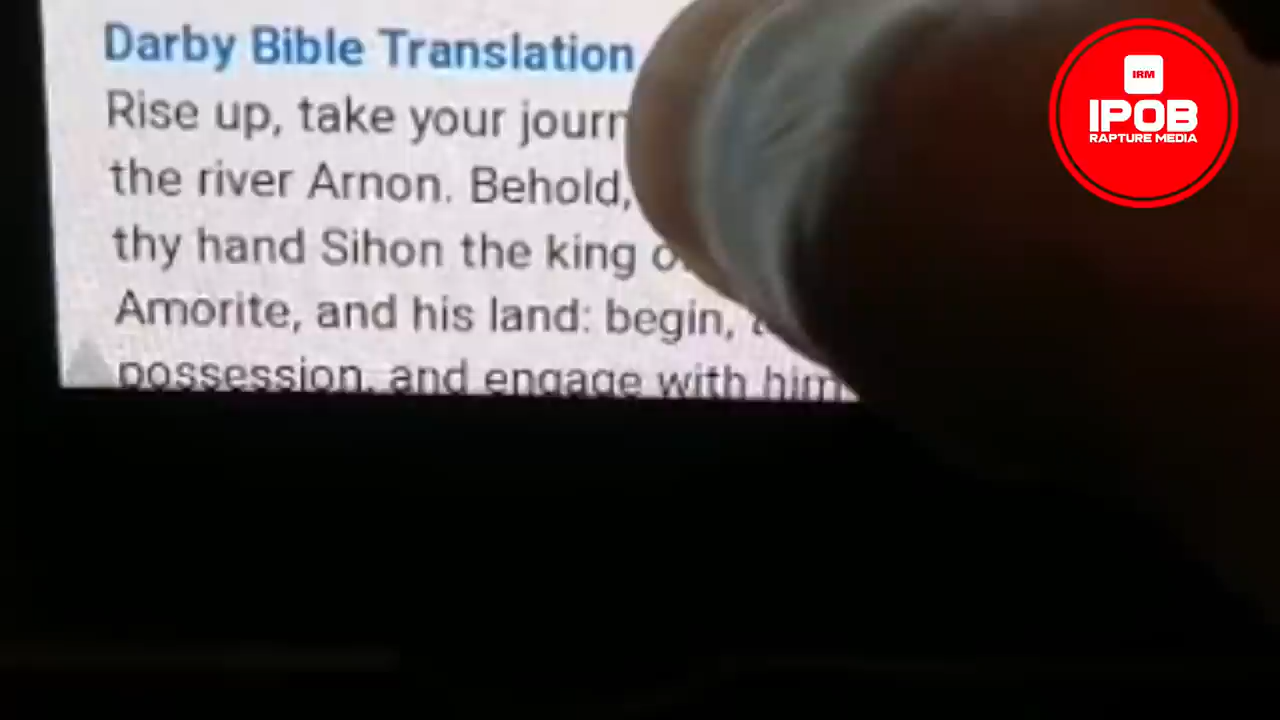 Darby Bible Translation
Rise up, take your
the river Arnon. Behold,
thy hand Sihon the king
Amorite, and his land: begin,
possession, and engage with him
IRM
IPOB
RAPTURE MEDIA